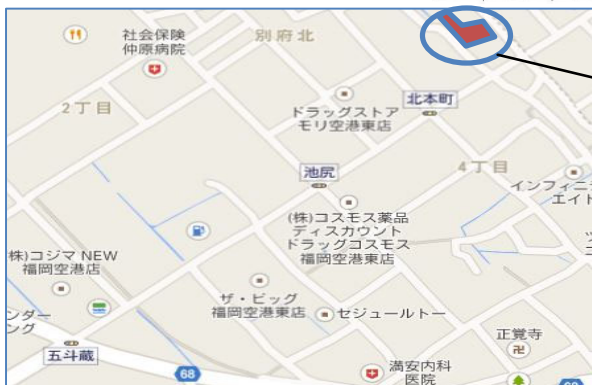 社会保険
仲原病院
別府北
2丁目
ドラッグストア
モリ空港東店
北本町
池尻
4丁目
インフィニ
エイト
(株)コスモス薬品
ディスカウント
ドラッグコスモス
福岡空港東店
株)コジマ NEW
福岡空港店
ザ・ビッグ
福岡空港東店
セジュールトー
ンダー
ング
五斗蔵
正覚寺
卍
68
満安内科
医院
68